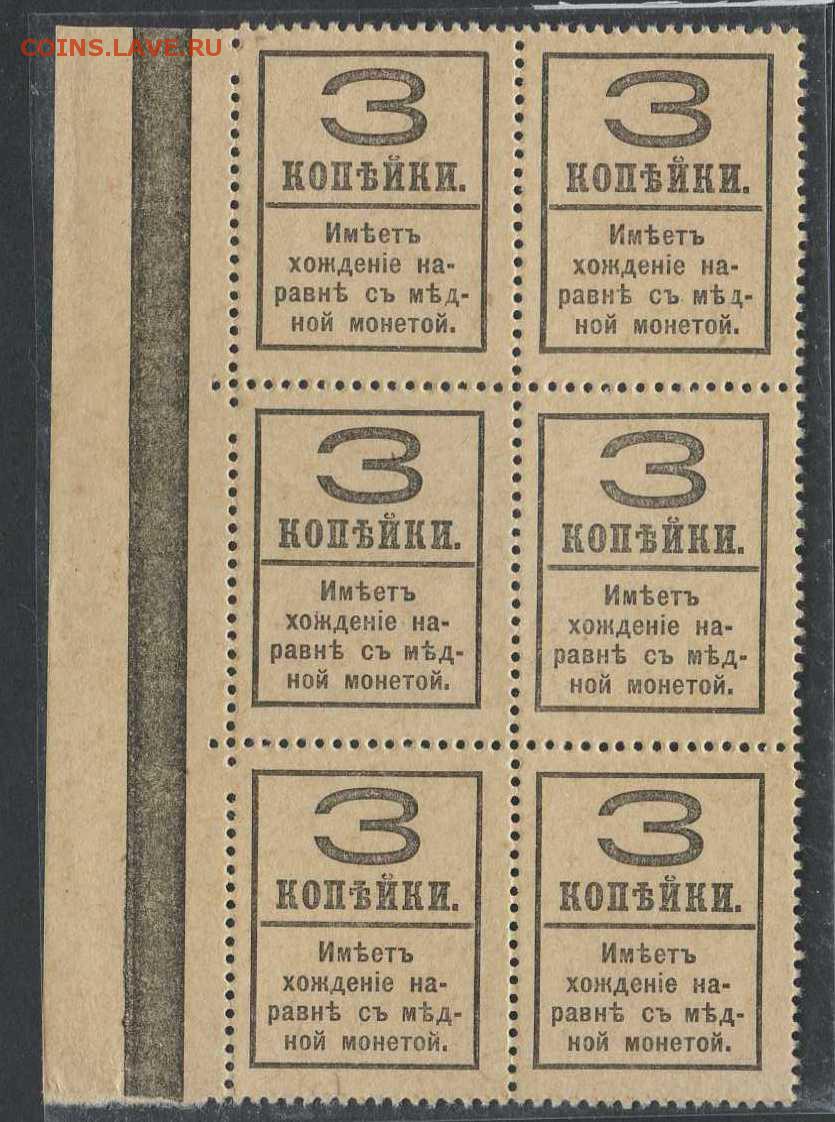 COINS.LAVE.RU
3
КОПѢЙКИ.
Имѣетъ
хожденіе на-
равнѣ съ мѣд-
ной монетой.
3
КОПѢЙКИ.
Имѣетъ
хожденіе на-
равнѣ съ мѣд-
ной монетой.
3
КОПѢЙКИ.
Имѣетъ
хожденіе на-
равнѣ съ мѣд-
ной монетой.
3
КОПѢЙКИ.
Имѣетъ
хожденіе на-
равнѣ съ мѣд-
ной монетой.
3
КОПѢЙКИ.
Имѣетъ
хожденіе на-
равнѣ съ мѣд-
ной монетой.
3
КОПѢЙКИ.
Имѣетъ
хожденіе на-
равнѣ съ мѣд-
ной монетой.